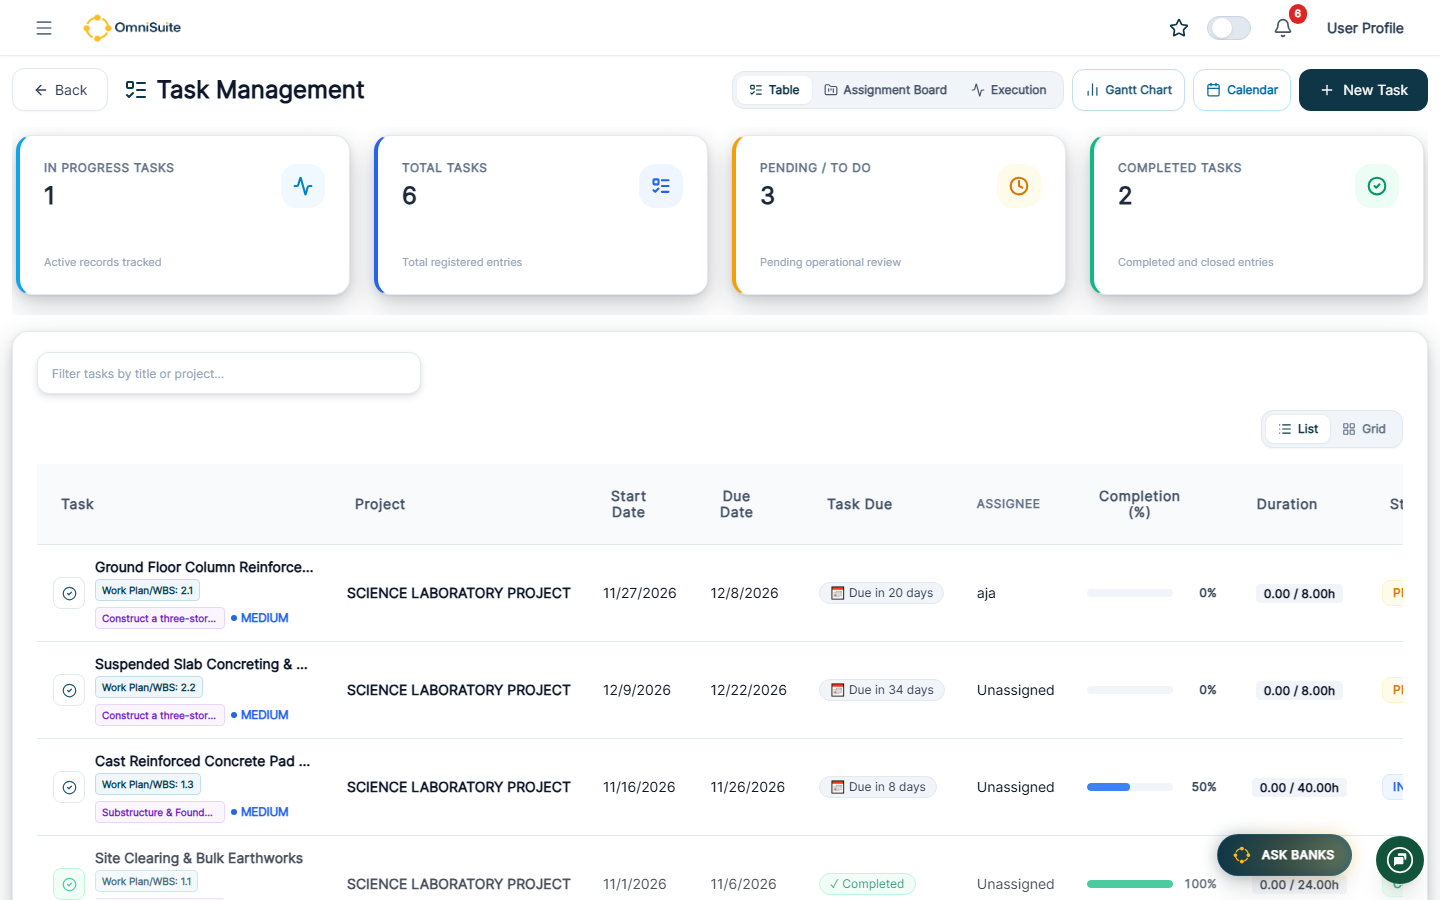 OmniSuite
6
User Profile
Back
Task Management
Table
Assignment Board
Execution
Gantt Chart
Calendar
New Task
IN PROGRESS TASKS
1
Active records tracked
TOTAL TASKS
6
Total registered entries
PENDING / TO DO
3
Pending operational review
COMPLETED TASKS
2
Completed and closed entries
Filter tasks by title or project...
List
Grid
Task
Project
Start
Date
Due
Date
Task Due
ASSIGNEE
Completion
(%)
Duration
St
Ground Floor Column Reinforce...
Work Plan/WBS: 2.1
Construct a three-stor...
MEDIUM
SCIENCE LABORATORY PROJECT
11/27/2026
12/8/2026
Due in 20 days
aja
0%
0.00 / 8.00h
Suspended Slab Concreting & ...
Work Plan/WBS: 2.2
Construct a three-stor...
MEDIUM
SCIENCE LABORATORY PROJECT
12/9/2026
12/22/2026
Due in 34 days
Unassigned
0%
0.00 / 8.00h
Cast Reinforced Concrete Pad ...
Work Plan/WBS: 1.3
Substructure & Found...
MEDIUM
SCIENCE LABORATORY PROJECT
11/16/2026
11/26/2026
Due in 8 days
Unassigned
50%
0.00 / 40.00h
IN
Site Clearing & Bulk Earthworks
Work Plan/WBS: 1.1
SCIENCE LABORATORY PROJECT
11/1/2026
11/6/2026
✓ Completed
Unassigned
100%
0.00 / 24.00h
ASK BANKS